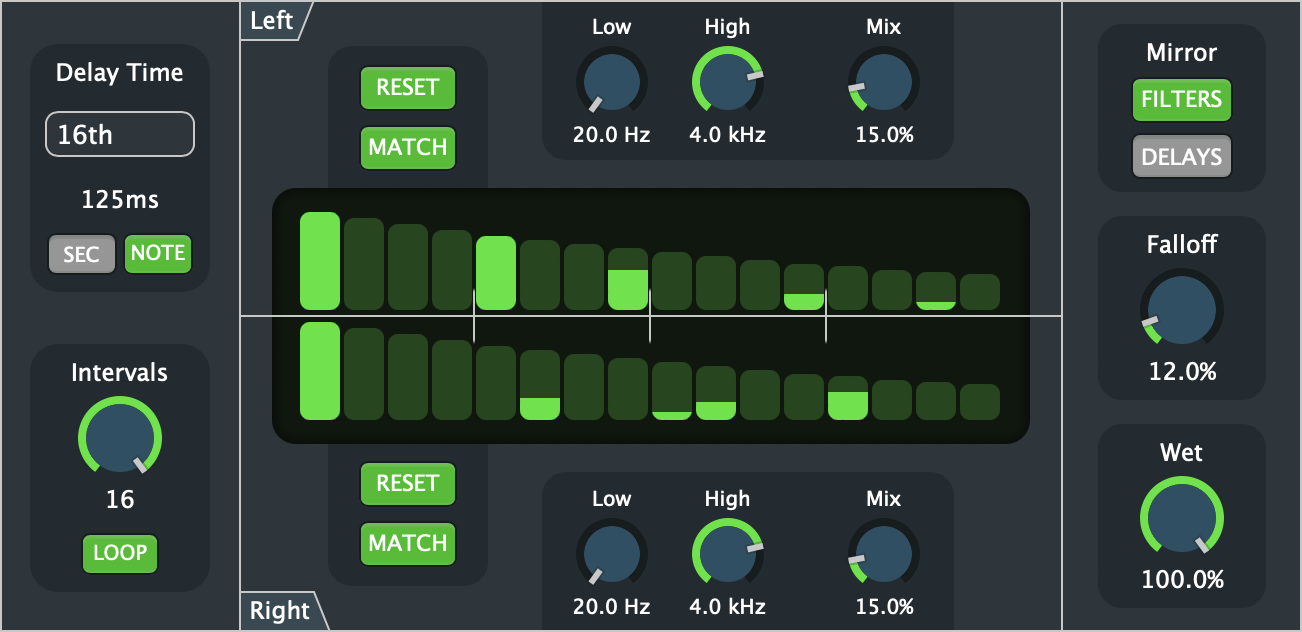 Delay Time
16th
125ms
SEC
NOTE
Intervals
16
LOOP
Left
RESET
MATCH
Low
High
Mix
20.0 Hz
4.0 kHz
15.0%
RESET
MATCH
Low
High
Mix
20.0 Hz
4.0 kHz
15.0%
Right
Mirror
FILTERS
DELAYS
Falloff
12.0%
Wet
100.0%